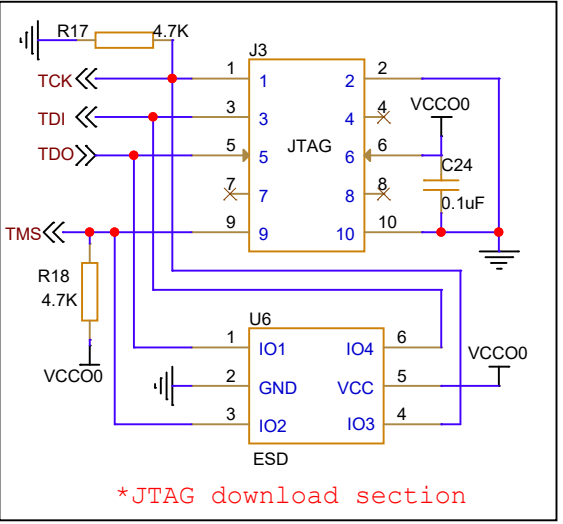 R17 4.7K
J3
TCK 1 1 2 2
TDI 3 3 4 4 VCCO0
TDO 5 5 JTAG 6 6
C24
7 7 8 8 0.1uF
TMS 9 9 10 10
R18
4.7K
U6
1 IO1 IO4 6
VCCO0 2 GND VCC 5 VCCO0
3 IO2 IO3 4
ESD
*JTAG download section